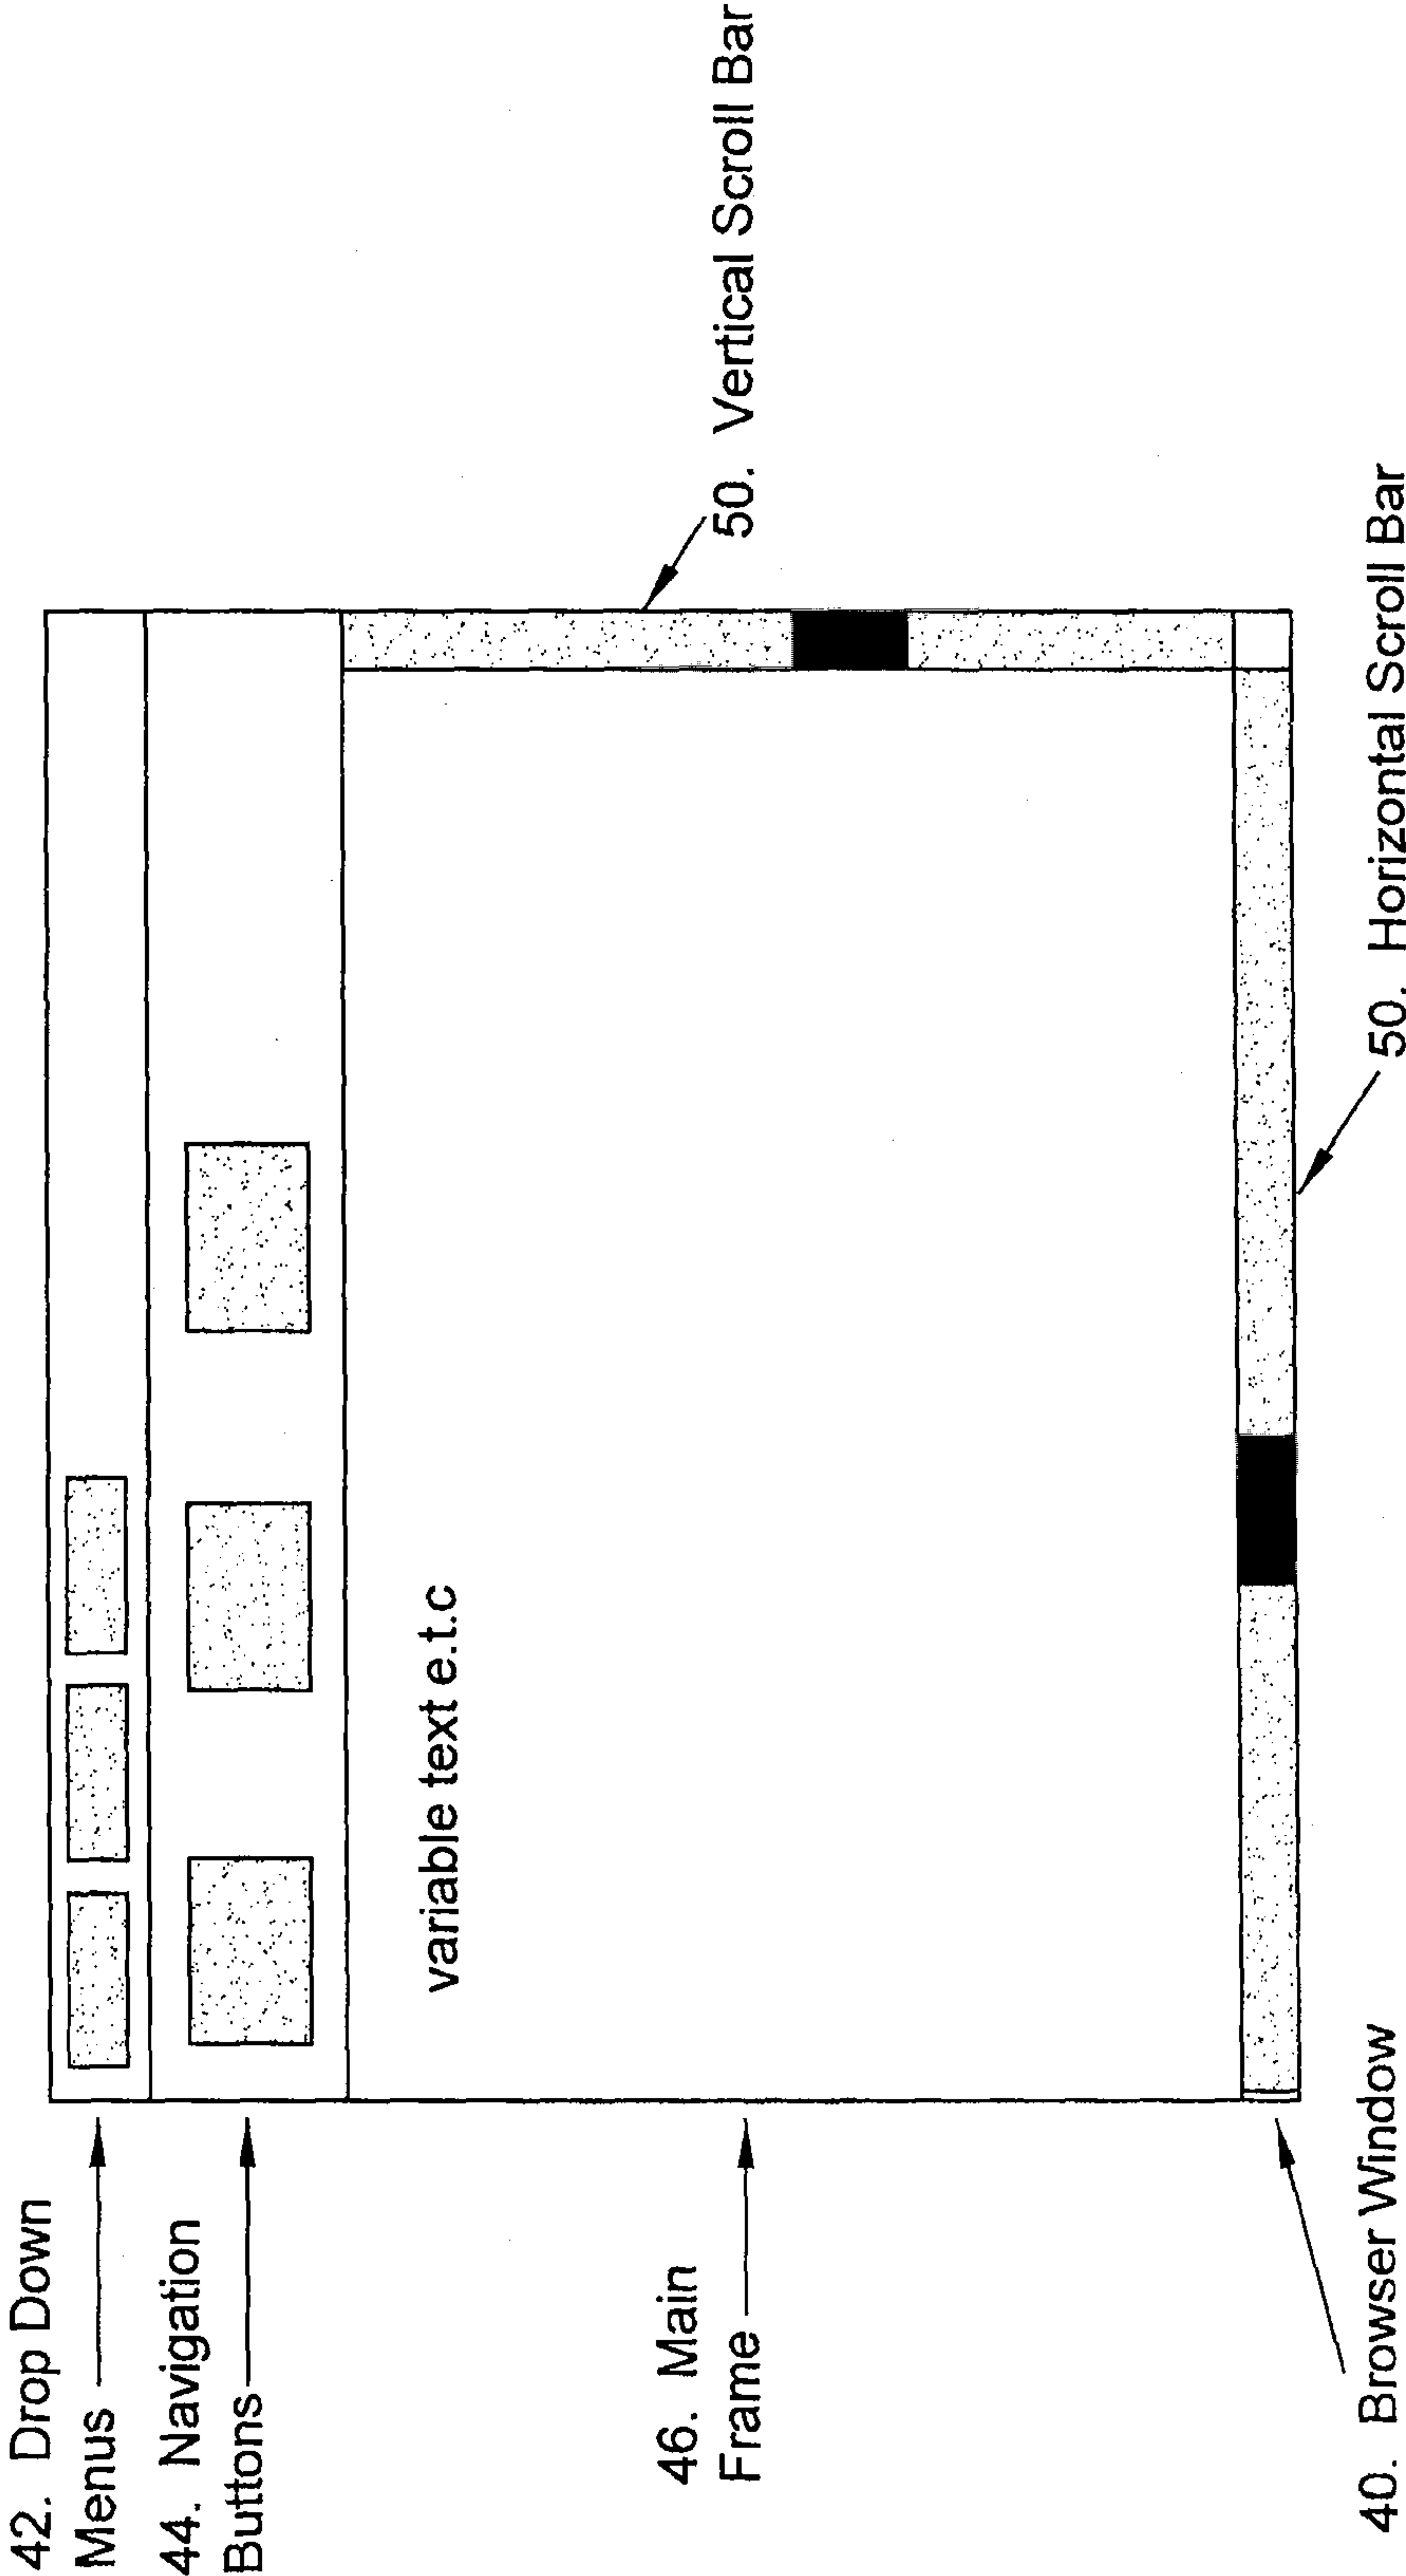 42. Drop Down
Menus
44. Navigation
Buttons
variable text e.t.c
46. Main
Frame
50. Vertical Scroll Bar
40. Browser Window
50. Horizontal Scroll Bar